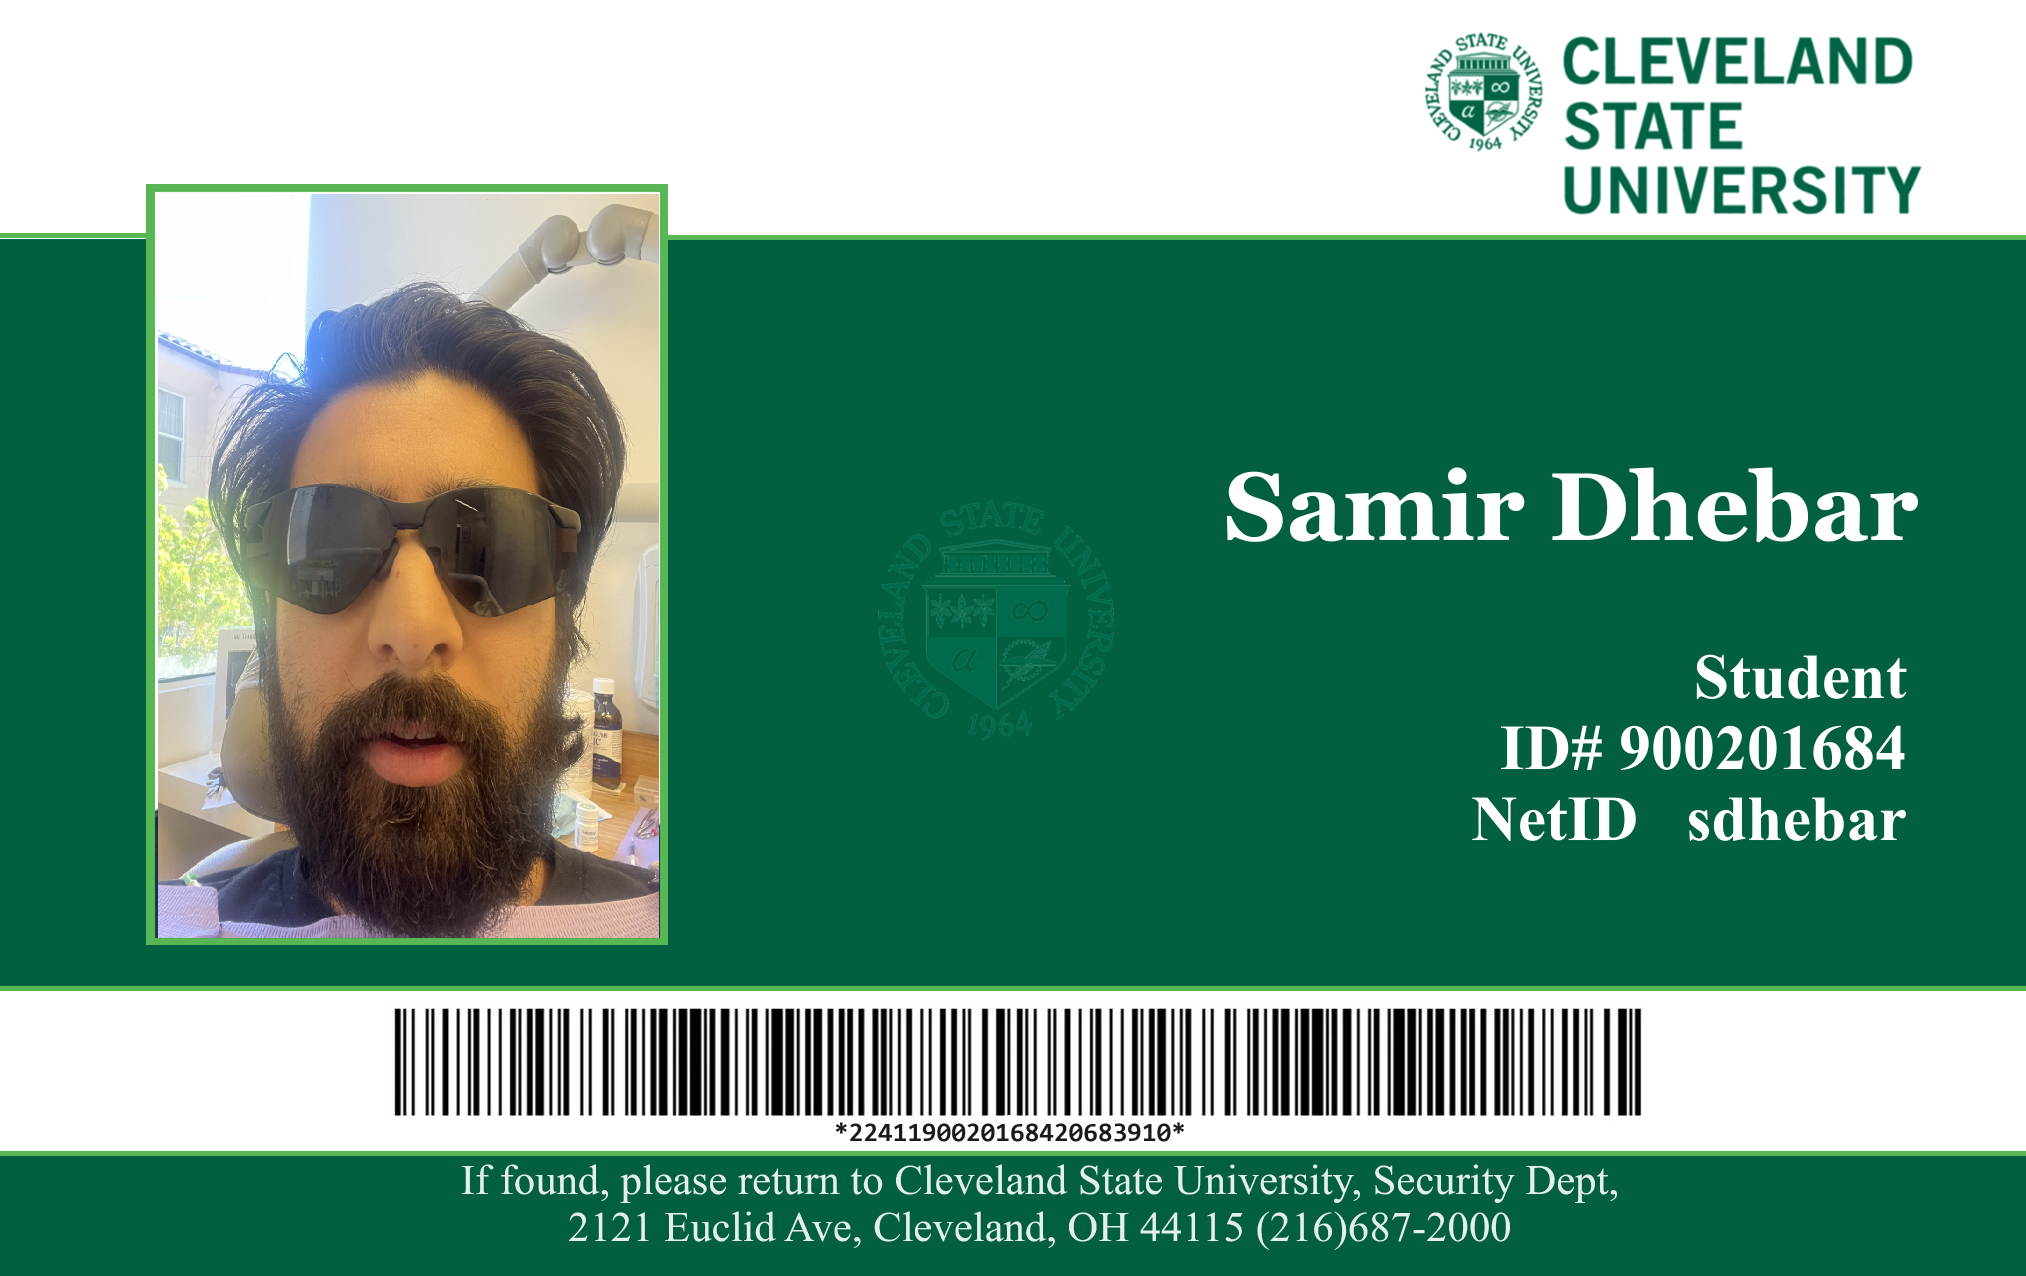 CLEVELAND STATE UNIVERSITY
1964
α
∞
CLEVELAND
STATE
UNIVERSITY
Samir Dhebar
CLEVELAND STATE UNIVERSITY
∞
a
1964
Student
ID# 900201684
NetID sdhebar
*2241190020168420683910*
If found, please return to Cleveland State University, Security Dept,
2121 Euclid Ave, Cleveland, OH 44115 (216)687-2000